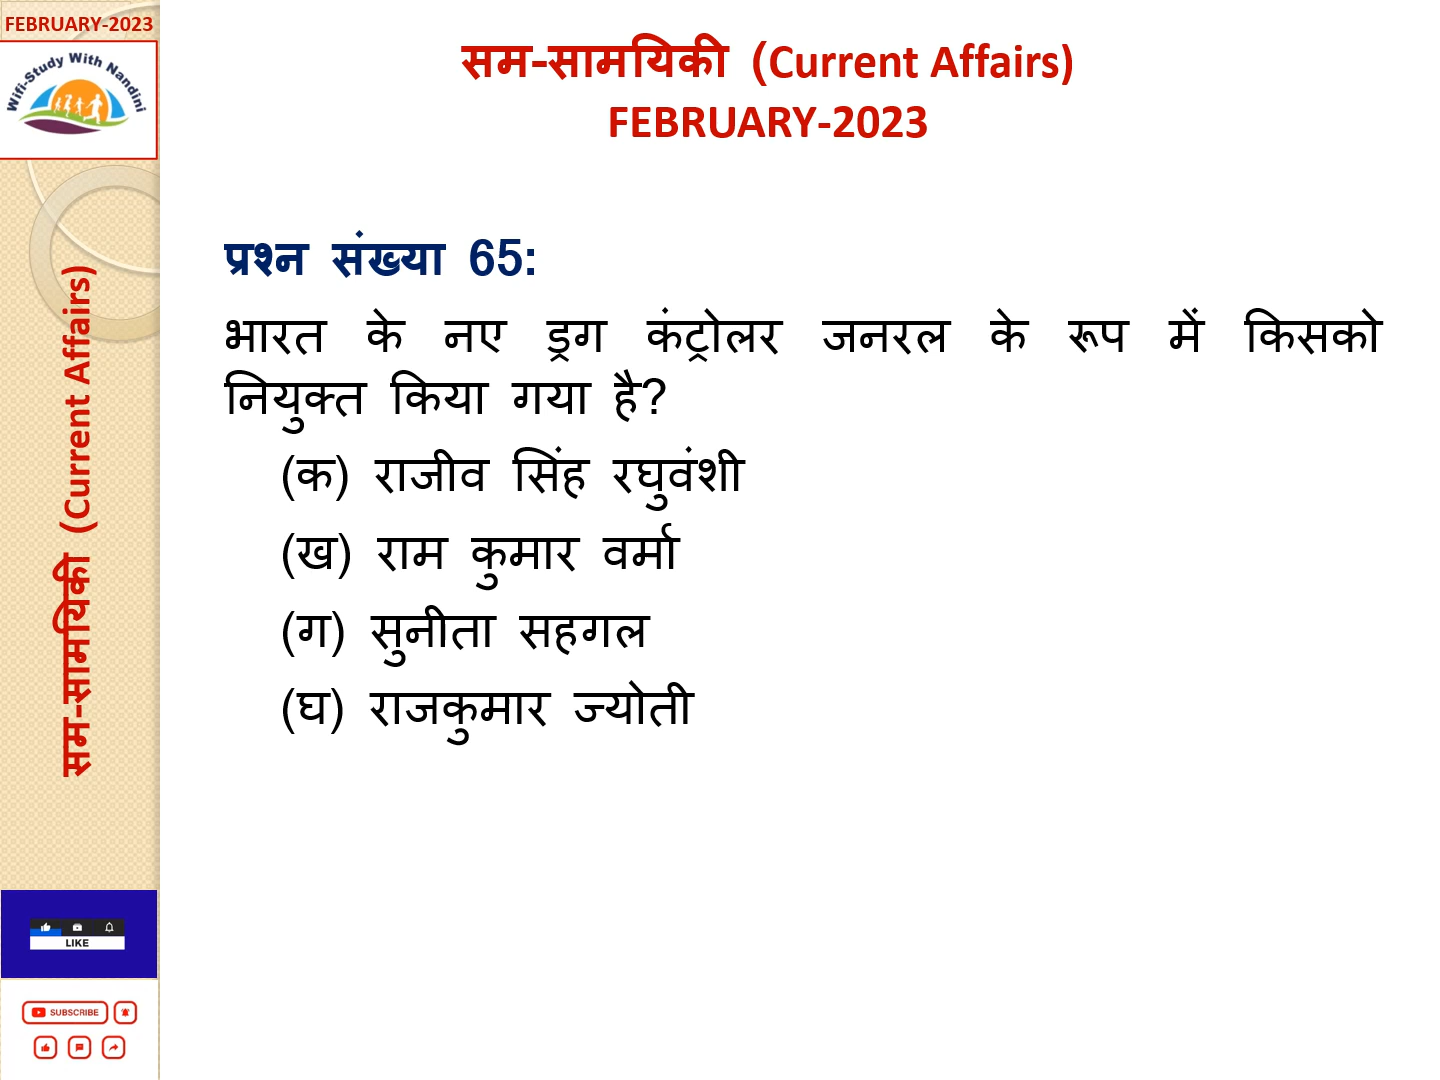 FEBRUARY-2023
Wifi-Study With Nandini
सम-सामयिकी (Current Affairs)
LIKE
SUBSCRIBE
सम-सामयिकी (Current Affairs)
FEBRUARY-2023
प्रश्न संख्या 65:
भारत के नए ड्रग कंट्रोलर जनरल के रूप में किसको
नियुक्त किया गया है?
(क) राजीव सिंह रघुवंशी
(ख) राम कुमार वर्मा
(ग) सुनीता सहगल
(घ) राजकुमार ज्योती